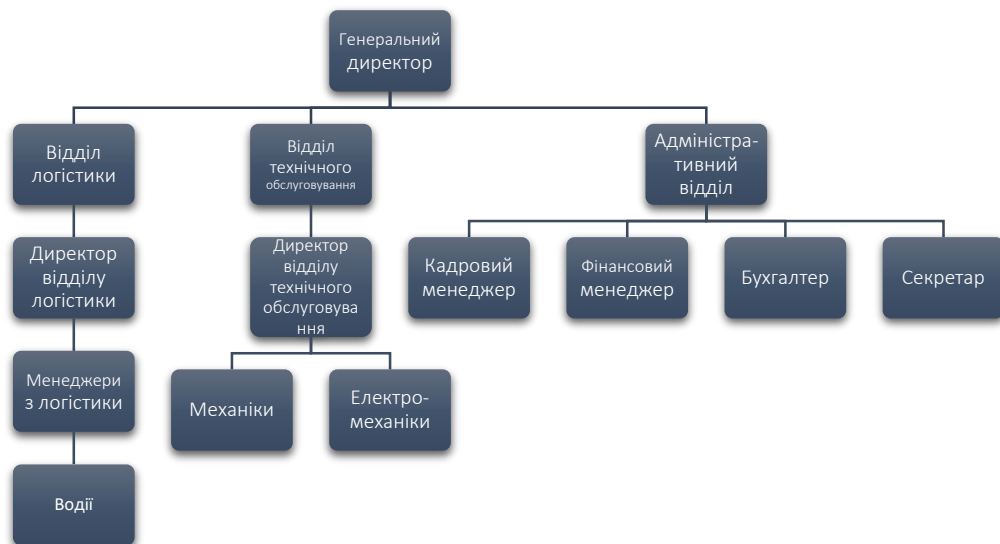 Генеральний
директор
Відділ
логістики
Відділ
технічного
обслуговування
Адміністра-
тивний
відділ
Директор
відділу
логістики
Директор
відділу
технічного
обслуговува
ння
Кадровий
менеджер
Фінансовий
менеджер
Бухгалтер
Секретар
Менеджери
з логістики
Механіки
Електро-
механіки
Водії